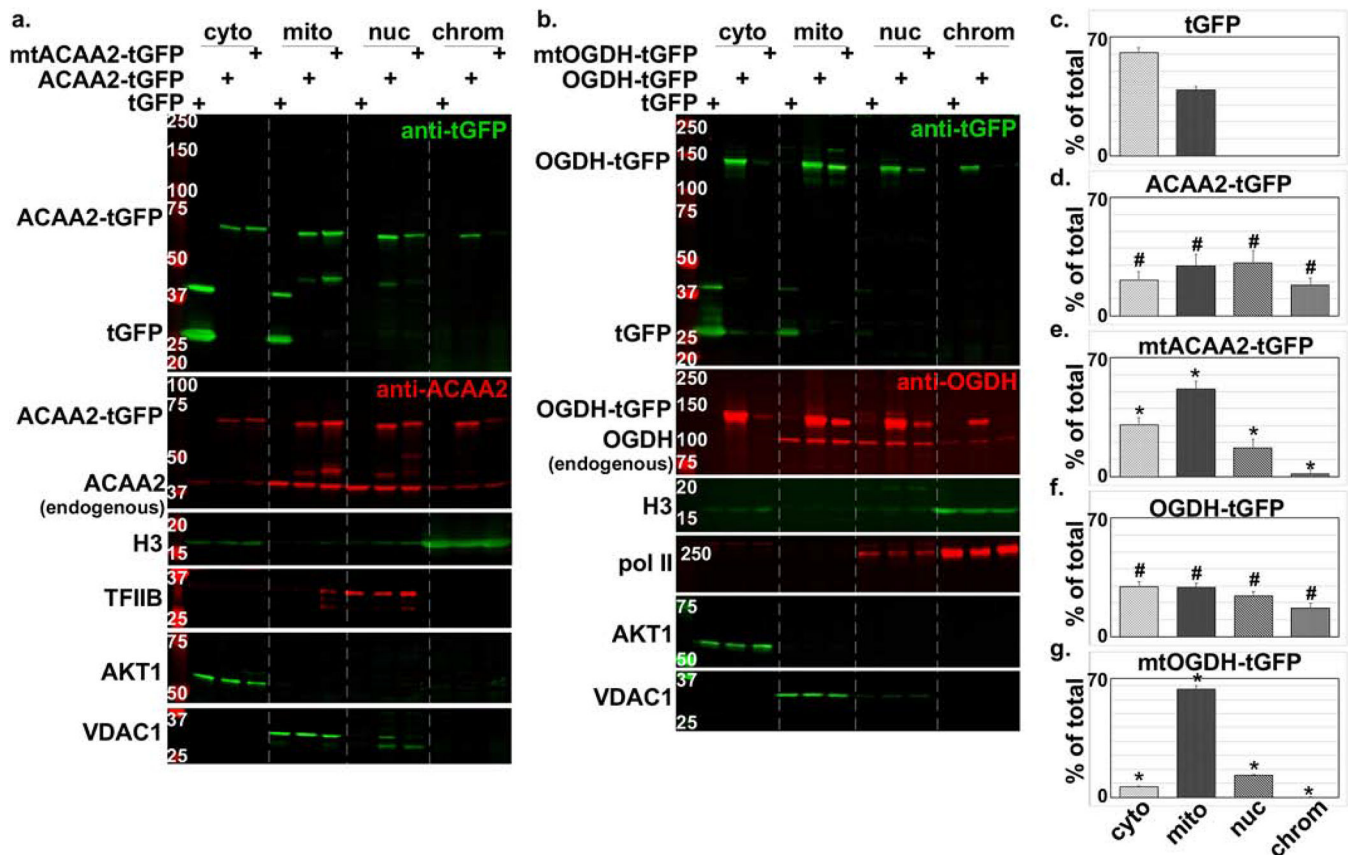 a.
cyto mito nuc chrom
mtACAA2-tGFP + + + +
ACAA2-tGFP + + + +
tGFP + + + +
250
anti-tGFP
150
100
75
ACAA2-tGFP
50
37
tGFP
25
20
100
anti-ACAA2
75
ACAA2-tGFP
50
ACAA2
37
(endogenous)
20
H3
15
37
TFIIB
25
75
AKT1
50
37
VDAC1
25
b.
cyto mito nuc chrom
mtOGDH-tGFP + + + +
OGDH-tGFP + + + +
tGFP + + + +
250
anti-tGFP
150
OGDH-tGFP
100
75
50
37
tGFP
25
20
250
anti-OGDH
150
OGDH-tGFP
OGDH
100
(endogenous)
75
20
H3
15
pol II
250
75
AKT1
50
37
VDAC1
25
c.
tGFP
70
% of total
0
d.
ACAA2-tGFP
70
% of total
# # # #
0
e.
mtACAA2-tGFP
70
% of total
* * * *
0
f.
OGDH-tGFP
70
% of total
# # # #
0
g.
mtOGDH-tGFP
70
% of total
* * * *
0
cyto mito nuc chrom